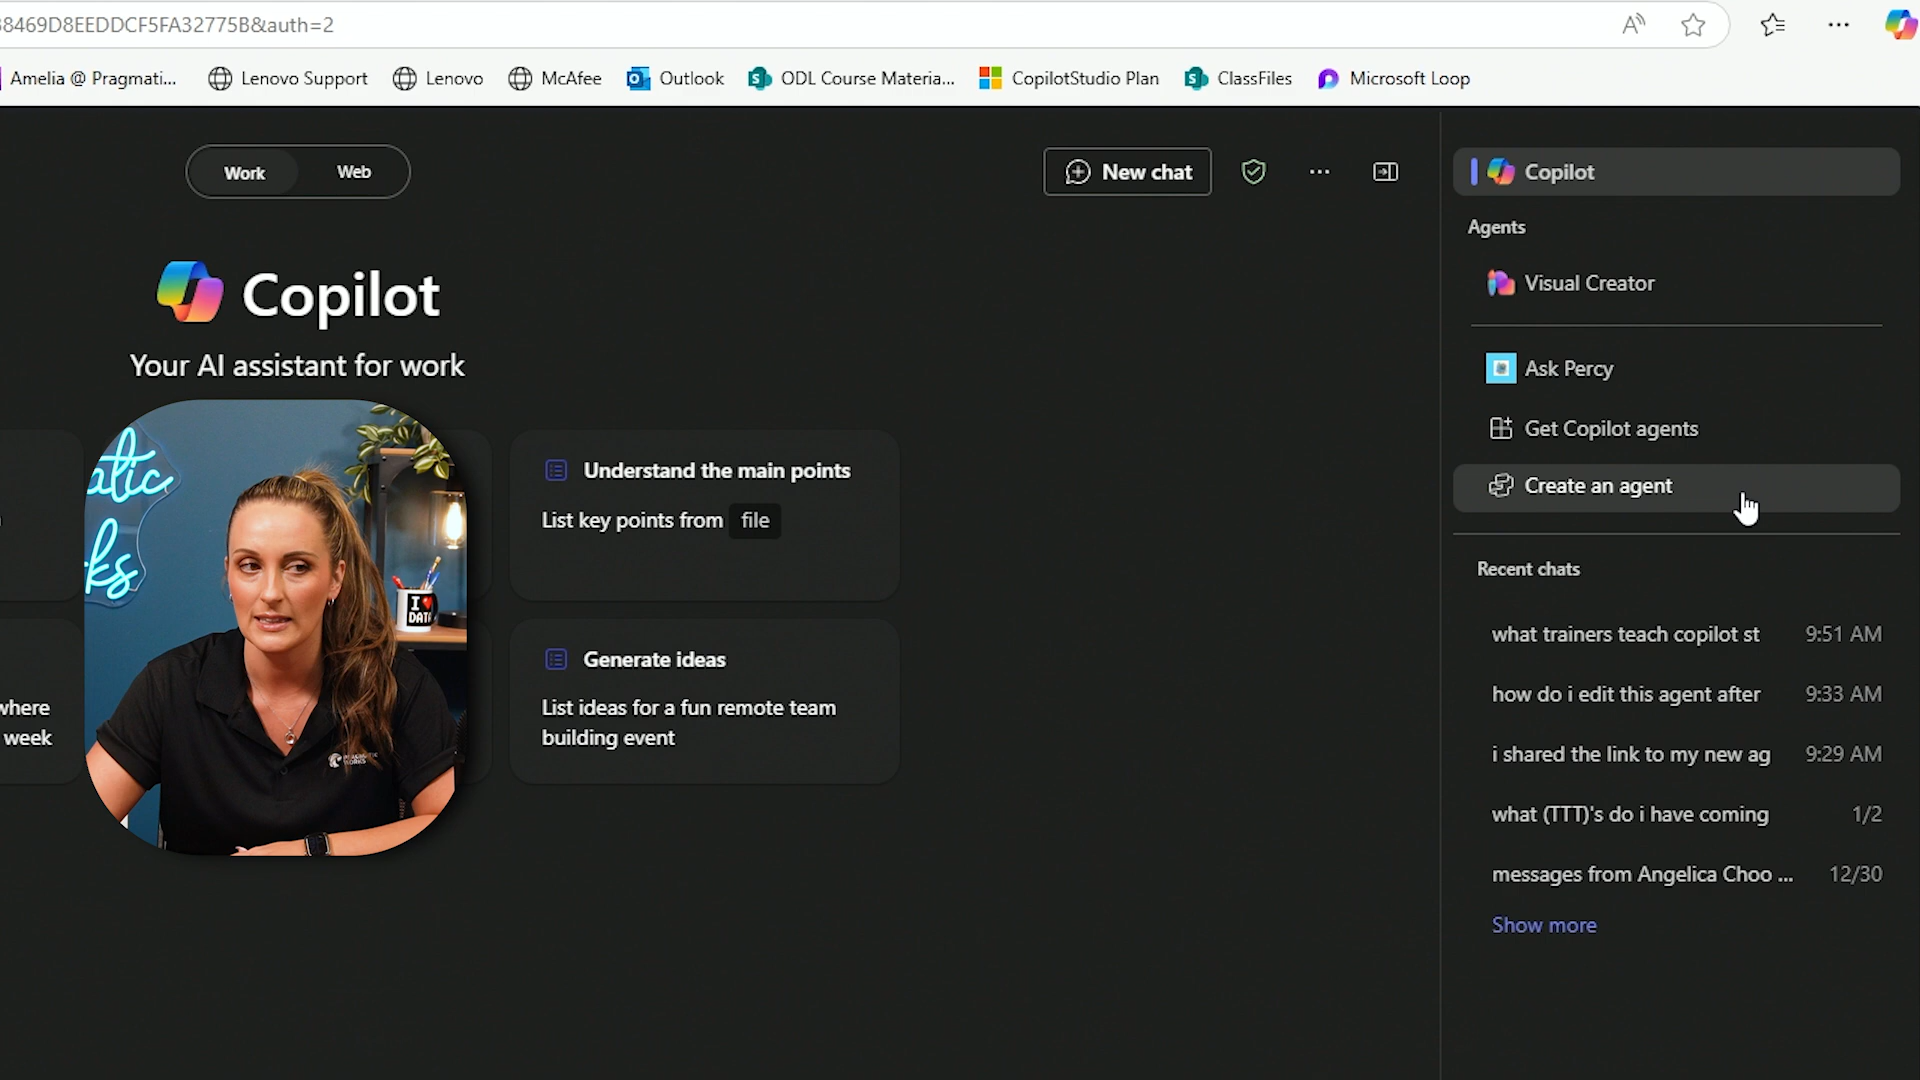 38469D8EEDDCF5FA32775B&auth=2
Amelia @ Pragmati...
Lenovo Support
Lenovo
McAfee
Outlook
ODL Course Materia...
CopilotStudio Plan
ClassFiles
Microsoft Loop
Work
Web
New chat
Copilot
Your AI assistant for work
Understand the main points
List key points from file
Generate ideas
List ideas for a fun remote team
building event
where
week
atic
ks
I ♥
DATA
Copilot
Agents
Visual Creator
Ask Percy
Get Copilot agents
Create an agent
Recent chats
what trainers teach copilot st 9:51 AM
how do i edit this agent after 9:33 AM
i shared the link to my new ag 9:29 AM
what (TTT)'s do i have coming 1/2
messages from Angelica Choo ... 12/30
Show more